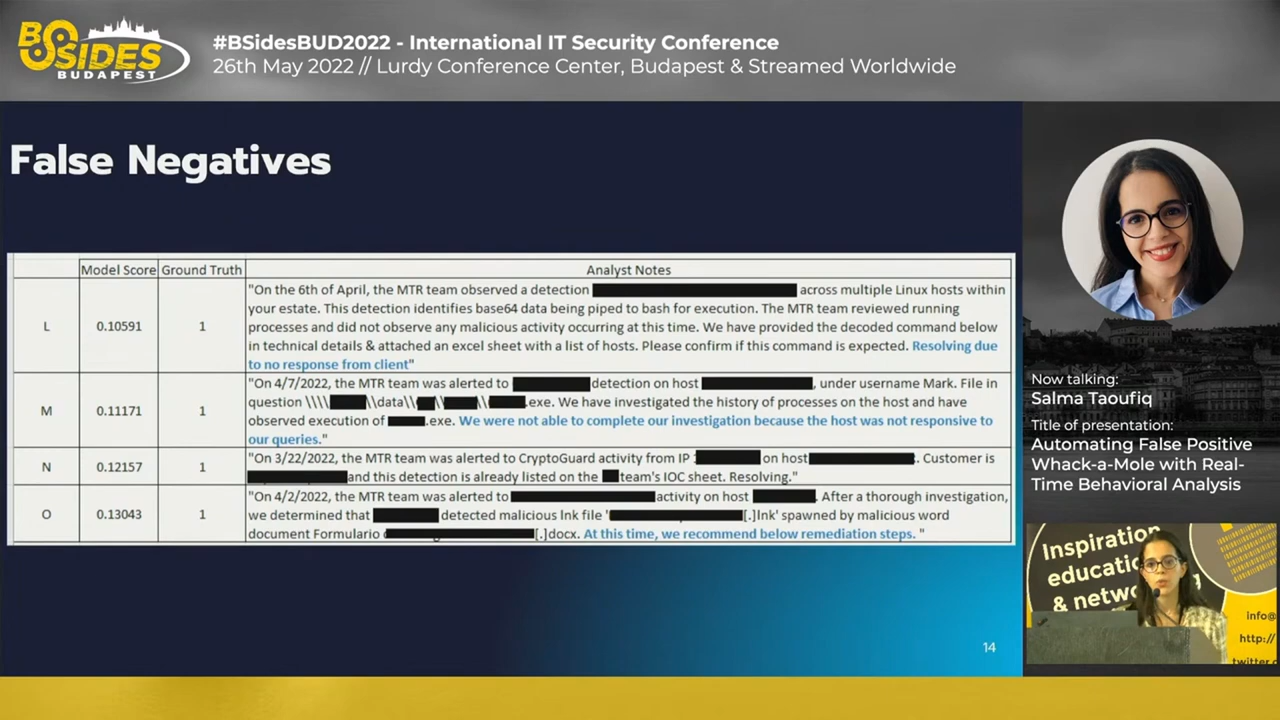 BSIDES
BUDAPEST
#BSidesBUD2022 - International IT Security Conference
26th May 2022 // Lurdy Conference Center, Budapest & Streamed Worldwide
False Negatives
Model Score Ground Truth Analyst Notes
L 0.10591 1 "On the 6th of April, the MTR team observed a detection across multiple Linux hosts within
your estate. This detection identifies base64 data being piped to bash for execution. The MTR team reviewed running
processes and did not observe any malicious activity occurring at this time. We have provided the decoded command below
in technical details & attached an excel sheet with a list of hosts. Please confirm if this command is expected. Resolving due
to no response from client"
M 0.11171 1 "On 4/7/2022, the MTR team was alerted to detection on host , under username Mark. File in
question \\\\ \\data\\ \\ \\ .exe. We have investigated the history of processes on the host and have
observed execution of .exe. We were not able to complete our investigation because the host was not responsive to
our queries."
N 0.12157 1 "On 3/22/2022, the MTR team was alerted to CryptoGuard activity from IP on host . Customer is
and this detection is already listed on the team's IOC sheet. Resolving."
O 0.13043 1 "On 4/2/2022, the MTR team was alerted to activity on host . After a thorough investigation,
we determined that detected malicious lnk file ' [.]lnk' spawned by malicious word
document Formulario [.]docx. At this time, we recommend below remediation steps. "
14
Now talking:
Salma Taoufiq
Title of presentation:
Automating False Positive
Whack-a-Mole with Real-
Time Behavioral Analysis
Inspiration
education
& netw
info@
http://
twitter.c